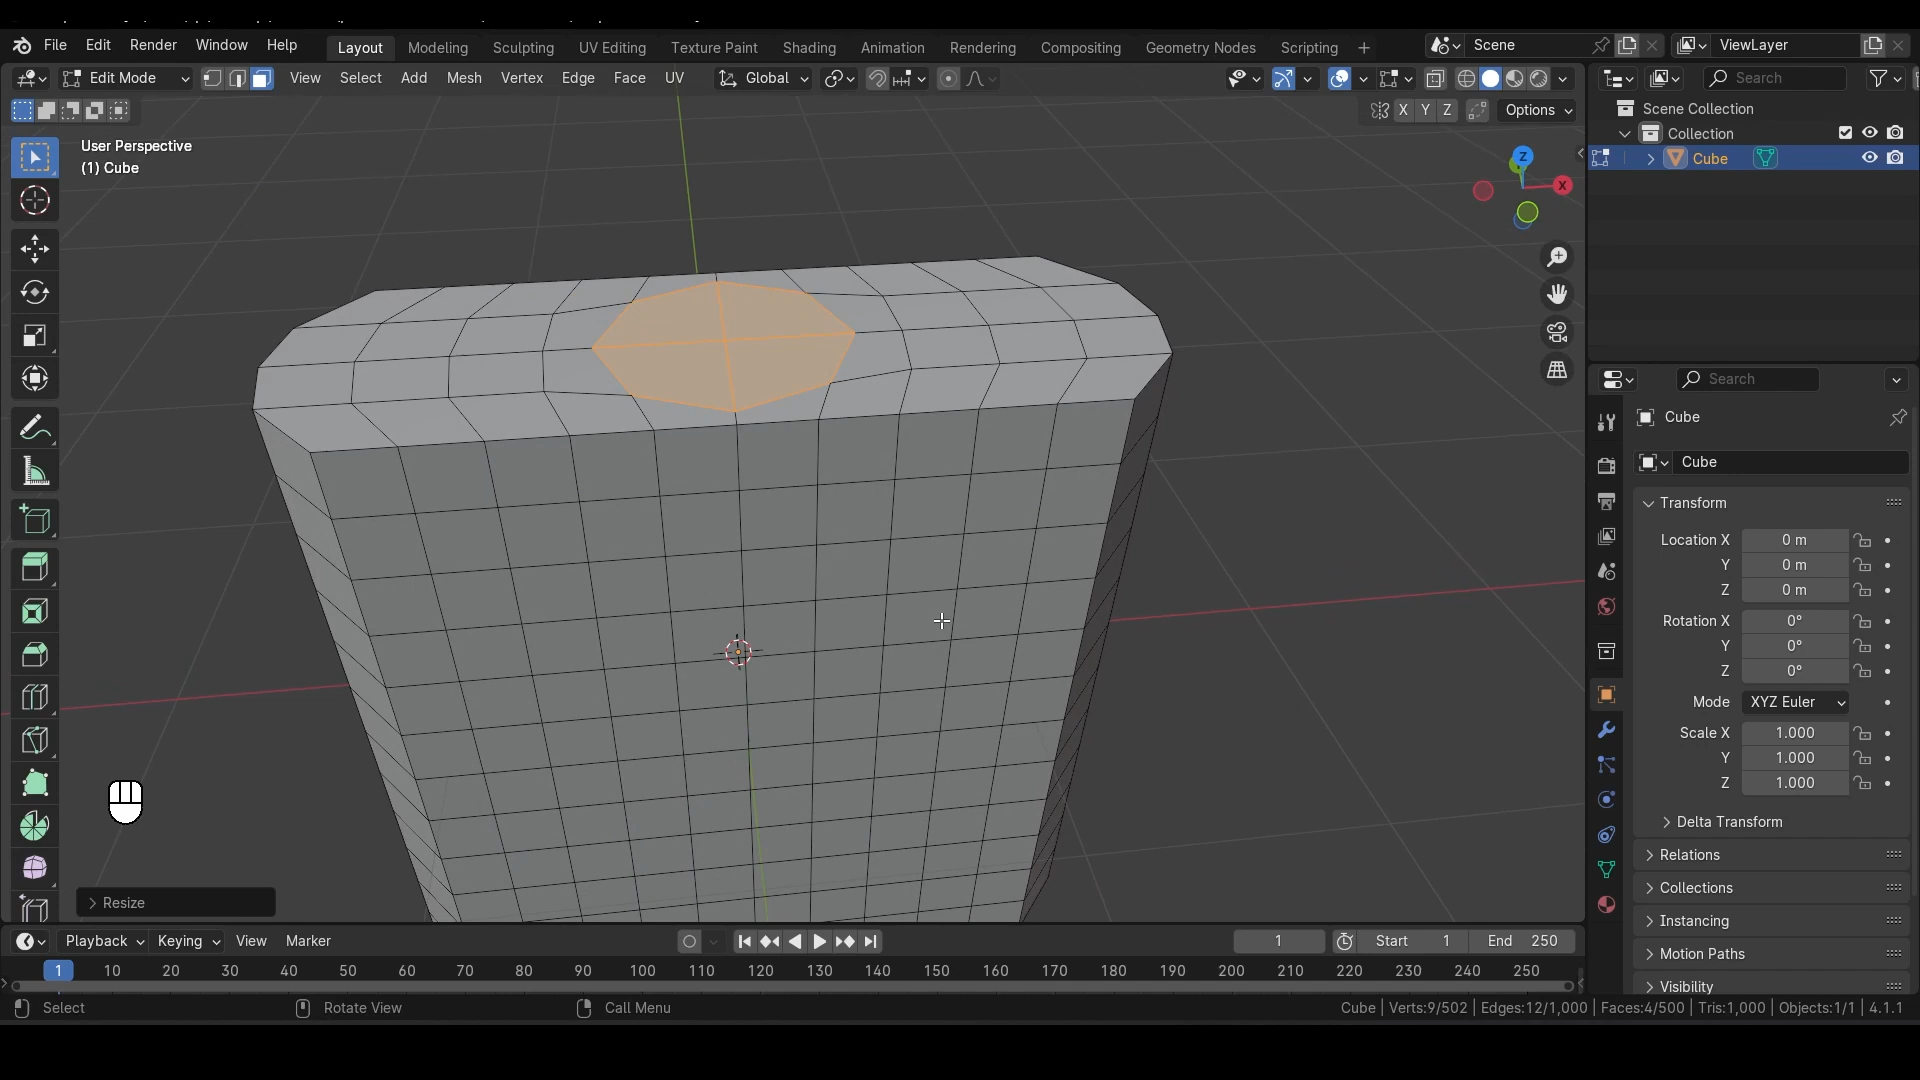 File Edit Render Window Help Layout Modeling Sculpting UV Editing Texture Paint Shading Animation Rendering Compositing Geometry Nodes Scripting + Scene ViewLayer
Edit Mode View Select Add Mesh Vertex Edge Face UV Global Search
X Y Z Options
Scene Collection
Collection
Cube
User Perspective
(1) Cube
Z
X
Search
Cube
Cube
Transform
Location X 0 m
Y 0 m
Z 0 m
Rotation X 0°
Y 0°
Z 0°
Mode XYZ Euler
Scale X 1.000
Y 1.000
Z 1.000
Delta Transform
Relations
Collections
Instancing
Motion Paths
Visibility
Resize
Playback Keying View Marker 1 Start 1 End 250
1 10 20 30 40 50 60 70 80 90 100 110 120 130 140 150 160 170 180 190 200 210 220 230 240 250
Select Rotate View Call Menu Cube | Verts:9/502 | Edges:12/1,000 | Faces:4/500 | Tris:1,000 | Objects:1/1 | 4.1.1